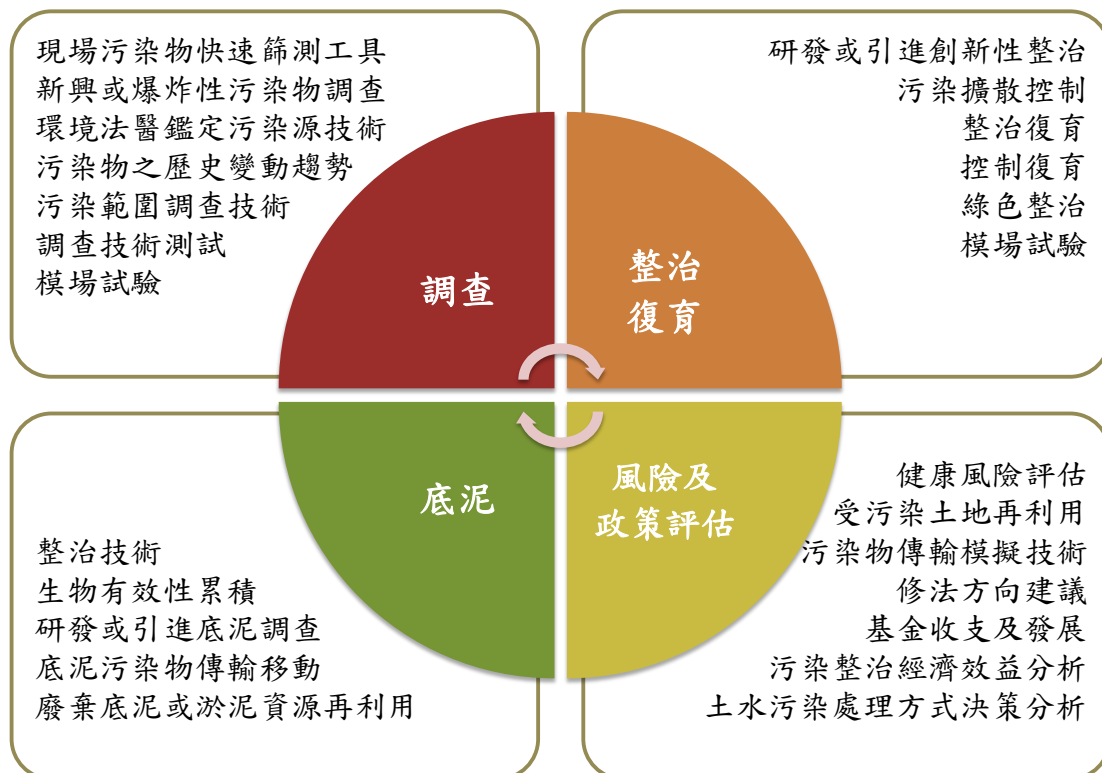 現場污染物快速篩測工具
新興或爆炸性污染物調查
環境法醫鑑定污染源技術
污染物之歷史變動趨勢
污染範圍調查技術
調查技術測試
模場試驗
研發或引進創新性整治
污染擴散控制
整治復育
控制復育
綠色整治
模場試驗
調查
整治
復育
底泥
風險及
政策評估
整治技術
生物有效性累積
研發或引進底泥調查
底泥污染物傳輸移動
廢棄底泥或淤泥資源再利用
健康風險評估
受污染土地再利用
污染物傳輸模擬技術
修法方向建議
基金收支及發展
污染整治經濟效益分析
土水污染處理方式決策分析